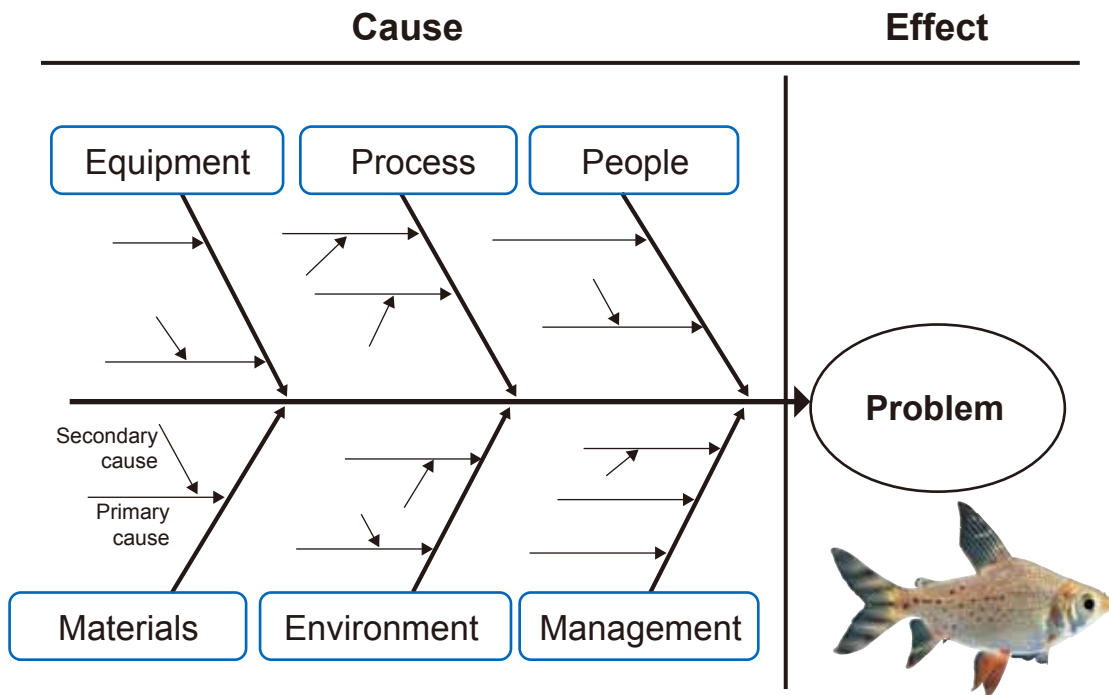 Cause
Effect
Equipment
Process
People
Problem
Secondary
cause
Primary
cause
Materials
Environment
Management